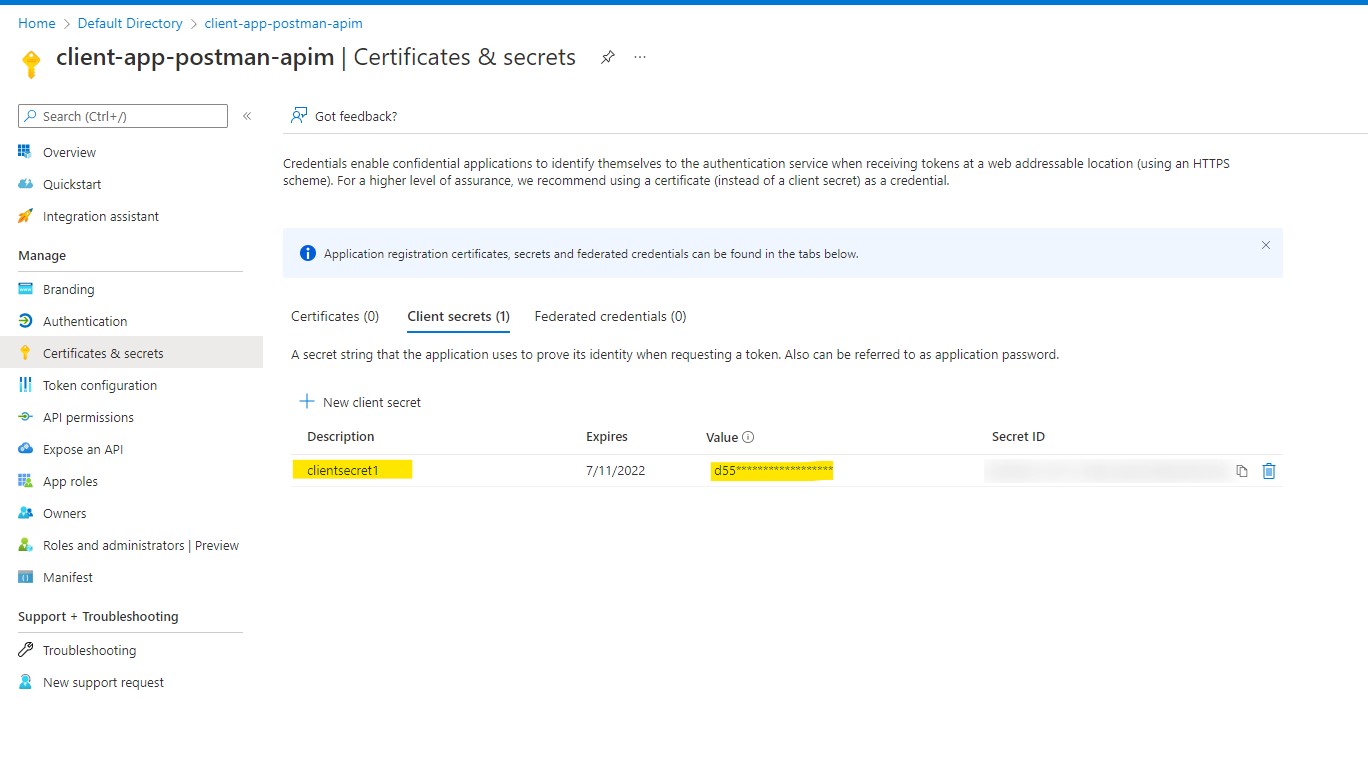 Home > Default Directory > client-app-postman-apim
client-app-postman-apim | Certificates & secrets ...
Search (Ctrl+/) «
Overview
Quickstart
Integration assistant
Manage
Branding
Authentication
Certificates & secrets
Token configuration
API permissions
Expose an API
App roles
Owners
Roles and administrators | Preview
Manifest
Support + Troubleshooting
Troubleshooting
New support request
Got feedback?
Credentials enable confidential applications to identify themselves to the authentication service when receiving tokens at a web addressable location (using an HTTPS
scheme). For a higher level of assurance, we recommend using a certificate (instead of a client secret) as a credential.
Application registration certificates, secrets and federated credentials can be found in the tabs below.
Certificates (0) Client secrets (1) Federated credentials (0)
A secret string that the application uses to prove its identity when requesting a token. Also can be referred to as application password.
New client secret
Description Expires Value Secret ID
clientsecret1 7/11/2022 d55******************